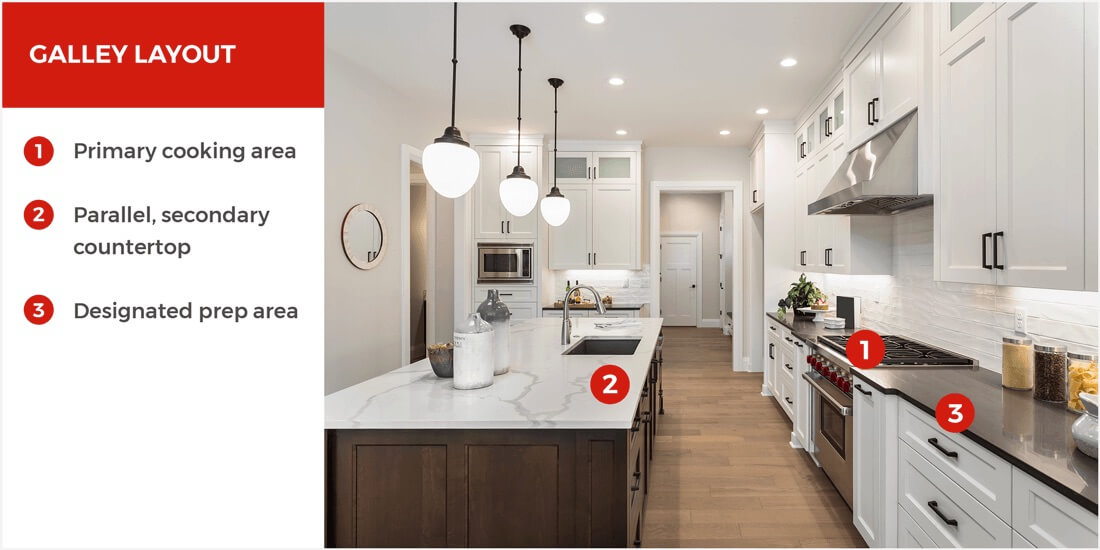 GALLEY LAYOUT
1 Primary cooking area
2 Parallel, secondary
countertop
3 Designated prep area
1
2
3